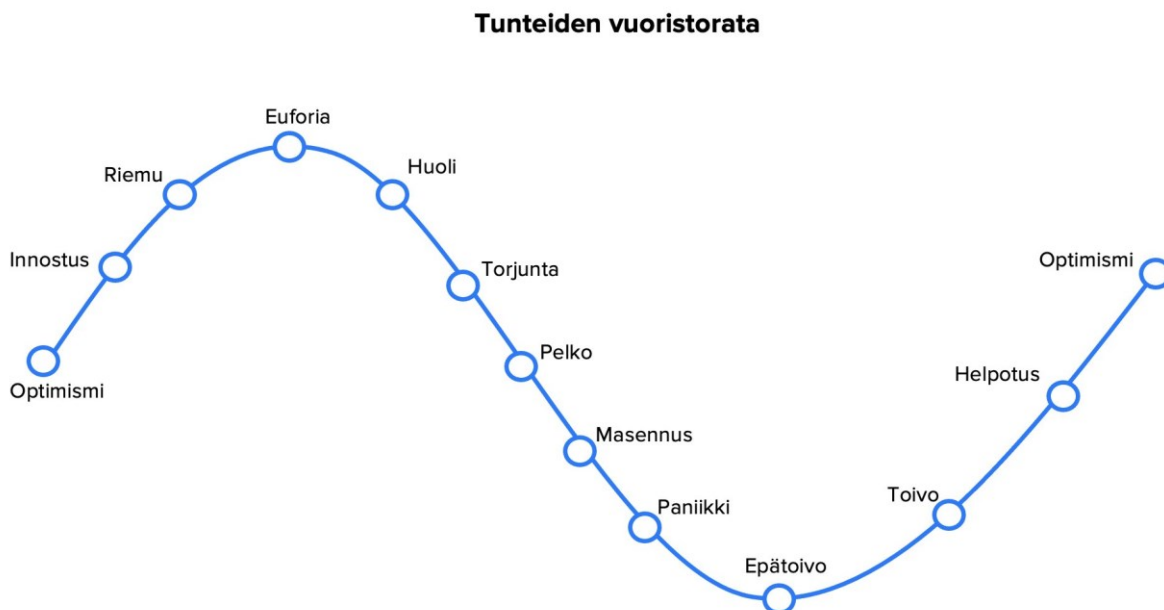 Tunteiden vuoristorata
Optimismi
Innostus
Riemu
Euforia
Huoli
Torjunta
Pelko
Masennus
Paniikki
Epätoivo
Toivo
Helpotus
Optimismi